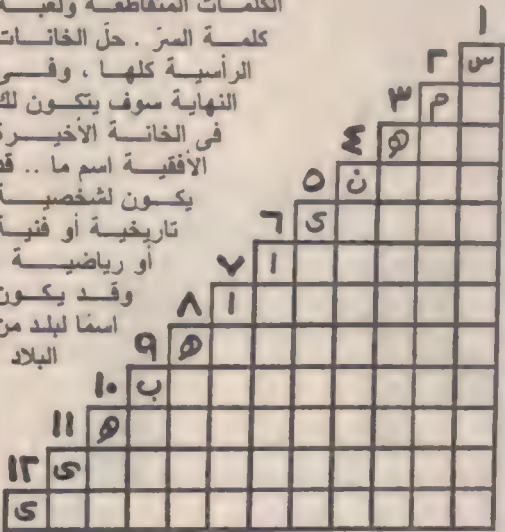 الكلمات المتقاطعة ولعبة
كلمة السر . حل الخانات
الرأسية كلها ، وفى
النهاية سوف يتكون لك
فى الخانة الأخيرة
الأفقية اسم ما .. قد
يكون لشخصية
تاريخية أو فنية
أو رياضية
وقد يكون
اسمًا لبلد من
البلاد
١
س
٢
م
٣
ه
٤
ن
٥
ى
٦
ا
٧
ا
٨
ه
٩
ب
١٠
ه
١١
ى
١٢
ى